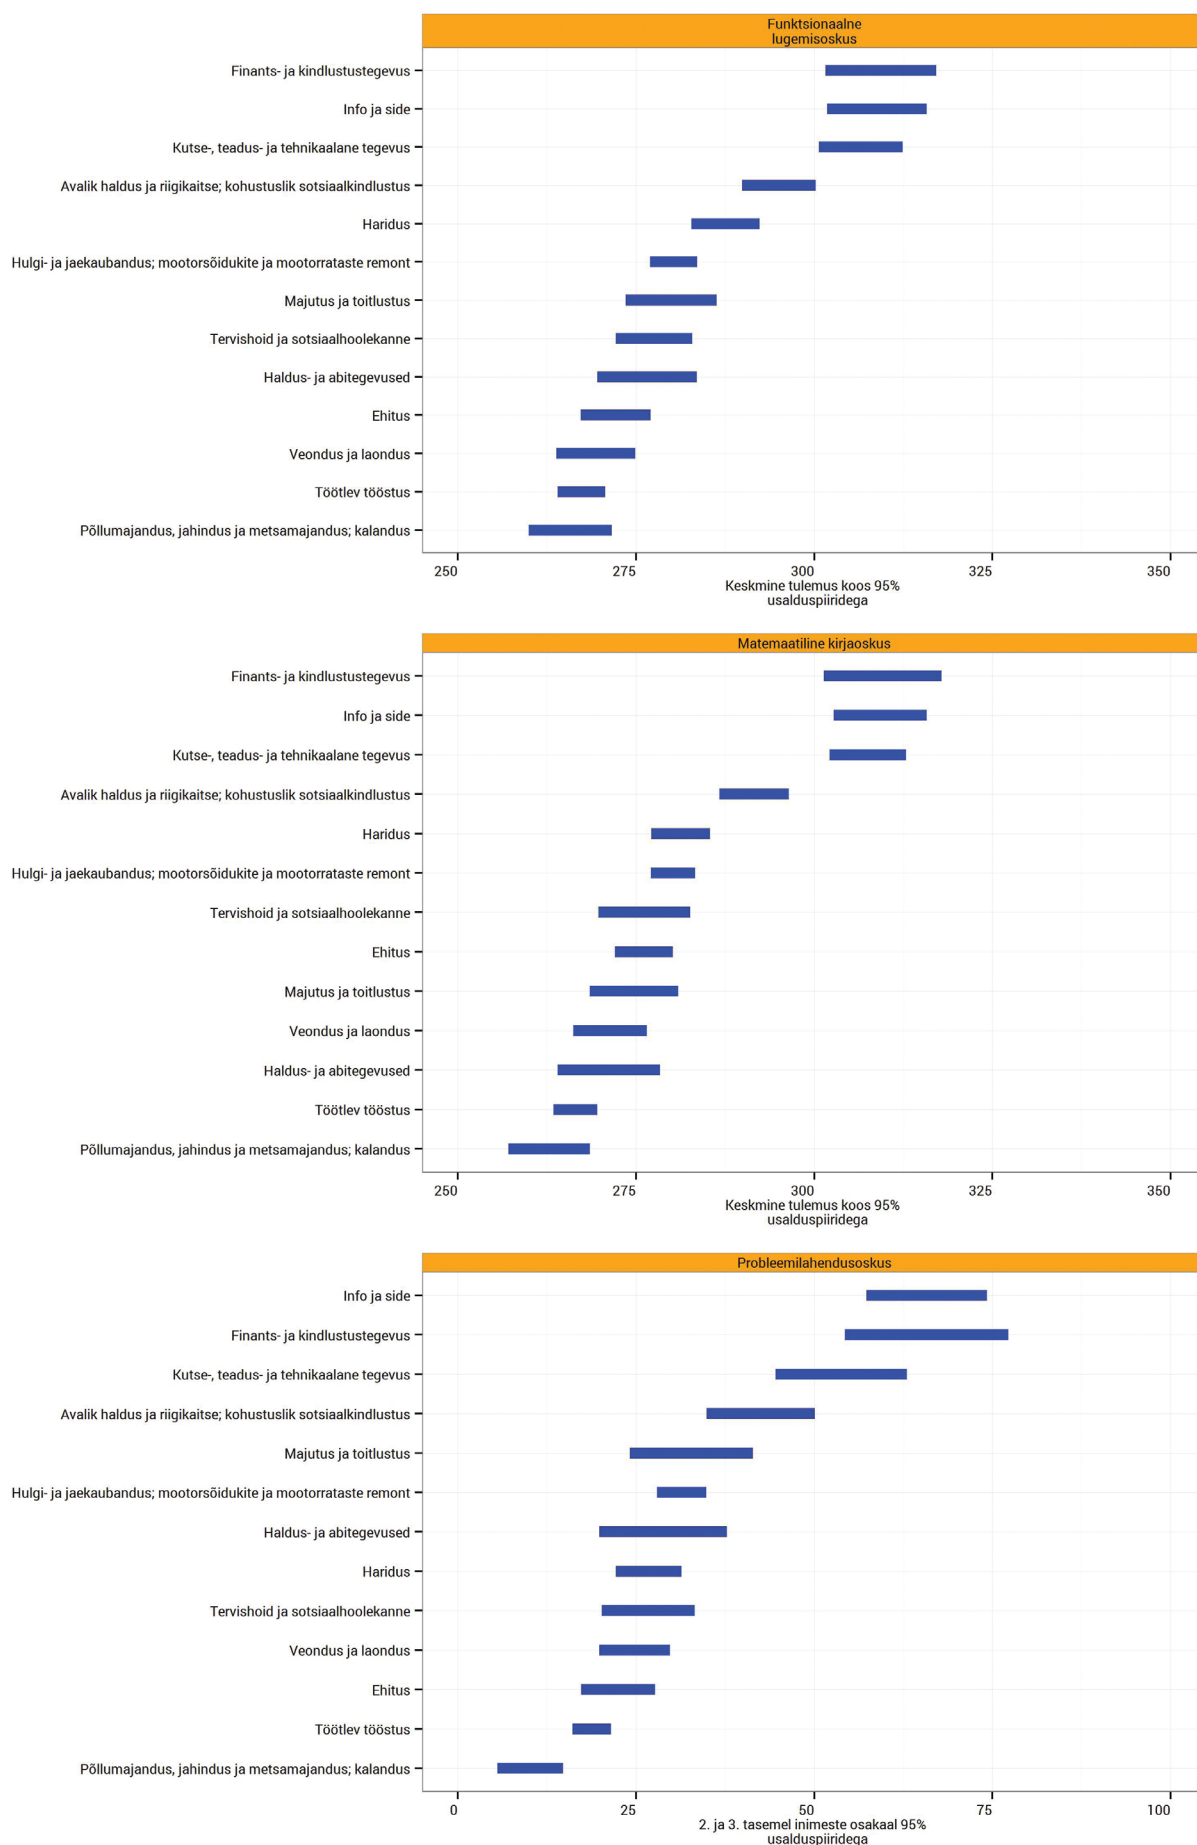 Funktsionaalne
lugemisoskus
Finants- ja kindlustustegevus
Info ja side
Kutse-, teadus- ja tehnikaalane tegevus
Avalik haldus ja riigikaitse; kohustuslik sotsiaalkindlustus
Haridus
Hulgi- ja jaekaubandus; mootorsõidukite ja mootorrataste remont
Majutus ja toitlustus
Tervishoid ja sotsiaalhoolekanne
Haldus- ja abitegevused
Ehitus
Veondus ja laondus
Töötlev tööstus
Põllumajandus, jahindus ja metsamajandus; kalandus
250 275 300 325 350
Keskmine tulemus koos 95%
usalduspiiridega
Matemaatiline kirjaoskus
Finants- ja kindlustustegevus
Info ja side
Kutse-, teadus- ja tehnikaalane tegevus
Avalik haldus ja riigikaitse; kohustuslik sotsiaalkindlustus
Haridus
Hulgi- ja jaekaubandus; mootorsõidukite ja mootorrataste remont
Tervishoid ja sotsiaalhoolekanne
Ehitus
Majutus ja toitlustus
Veondus ja laondus
Haldus- ja abitegevused
Töötlev tööstus
Põllumajandus, jahindus ja metsamajandus; kalandus
250 275 300 325 350
Keskmine tulemus koos 95%
usalduspiiridega
Probleemilahendusoskus
Info ja side
Finants- ja kindlustustegevus
Kutse-, teadus- ja tehnikaalane tegevus
Avalik haldus ja riigikaitse; kohustuslik sotsiaalkindlustus
Majutus ja toitlustus
Hulgi- ja jaekaubandus; mootorsõidukite ja mootorrataste remont
Haldus- ja abitegevused
Haridus
Tervishoid ja sotsiaalhoolekanne
Veondus ja laondus
Ehitus
Töötlev tööstus
Põllumajandus, jahindus ja metsamajandus; kalandus
0 25 50 75 100
2. ja 3. tasemel inimeste osakaal 95%
usalduspiiridega